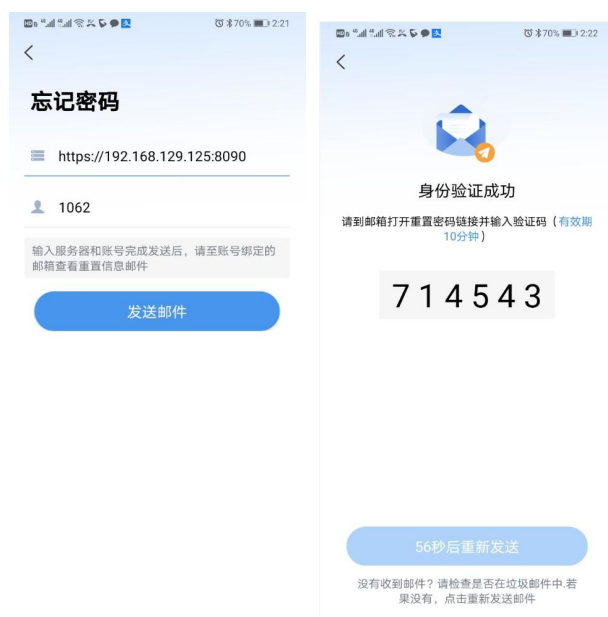 70% 2:21
忘记密码
https://192.168.129.125:8090
1062
输入服务器和账号完成发送后，请至账号绑定的
邮箱查看重置信息邮件
发送邮件
70% 2:22
身份验证成功
请到邮箱打开重置密码链接并输入验证码（有效期
10分钟）
714543
56秒后重新发送
没有收到邮件？请检查是否在垃圾邮件中.若
果没有，点击重新发送邮件